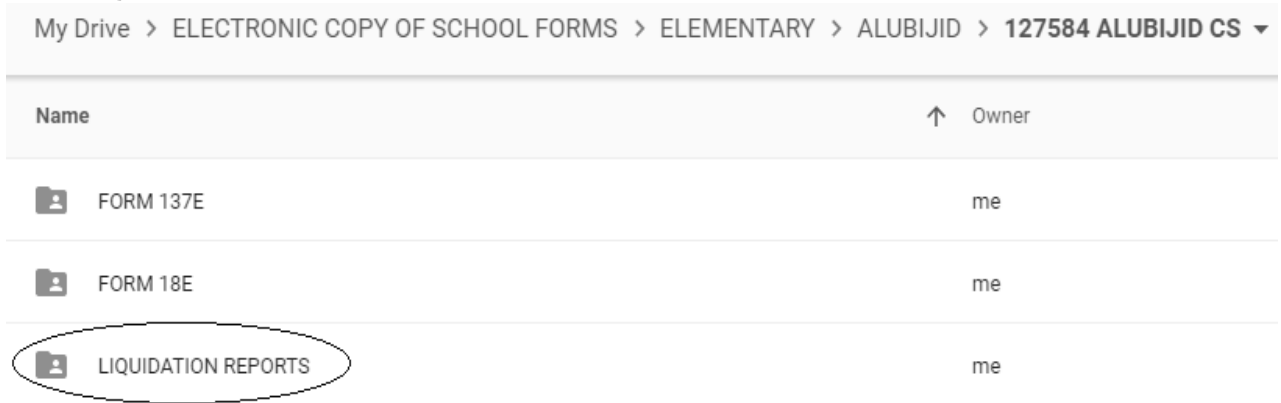 My Drive > ELECTRONIC COPY OF SCHOOL FORMS > ELEMENTARY > ALUBIJID > 127584 ALUBIJID CS
Name Owner
FORM 137E me
FORM 18E me
LIQUIDATION REPORTS me